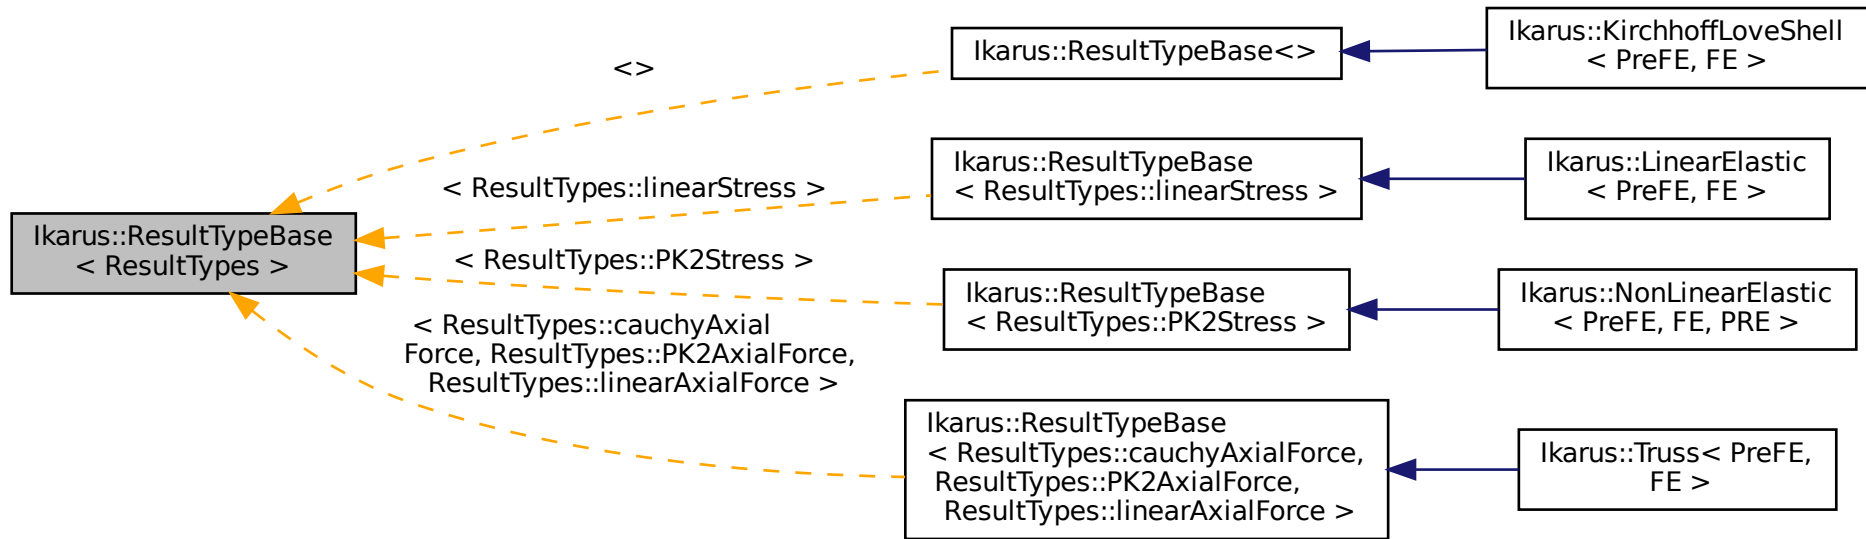 Ikarus::ResultTypeBase
< ResultTypes >
<>
< ResultTypes::linearStress >
< ResultTypes::PK2Stress >
< ResultTypes::cauchyAxial
Force, ResultTypes::PK2AxialForce,
ResultTypes::linearAxialForce >
Ikarus::ResultTypeBase<>
Ikarus::ResultTypeBase
< ResultTypes::linearStress >
Ikarus::ResultTypeBase
< ResultTypes::PK2Stress >
Ikarus::ResultTypeBase
< ResultTypes::cauchyAxialForce,
ResultTypes::PK2AxialForce,
ResultTypes::linearAxialForce >
Ikarus::KirchhoffLoveShell
< PreFE, FE >
Ikarus::LinearElastic
< PreFE, FE >
Ikarus::NonLinearElastic
< PreFE, FE, PRE >
Ikarus::Truss< PreFE,
FE >